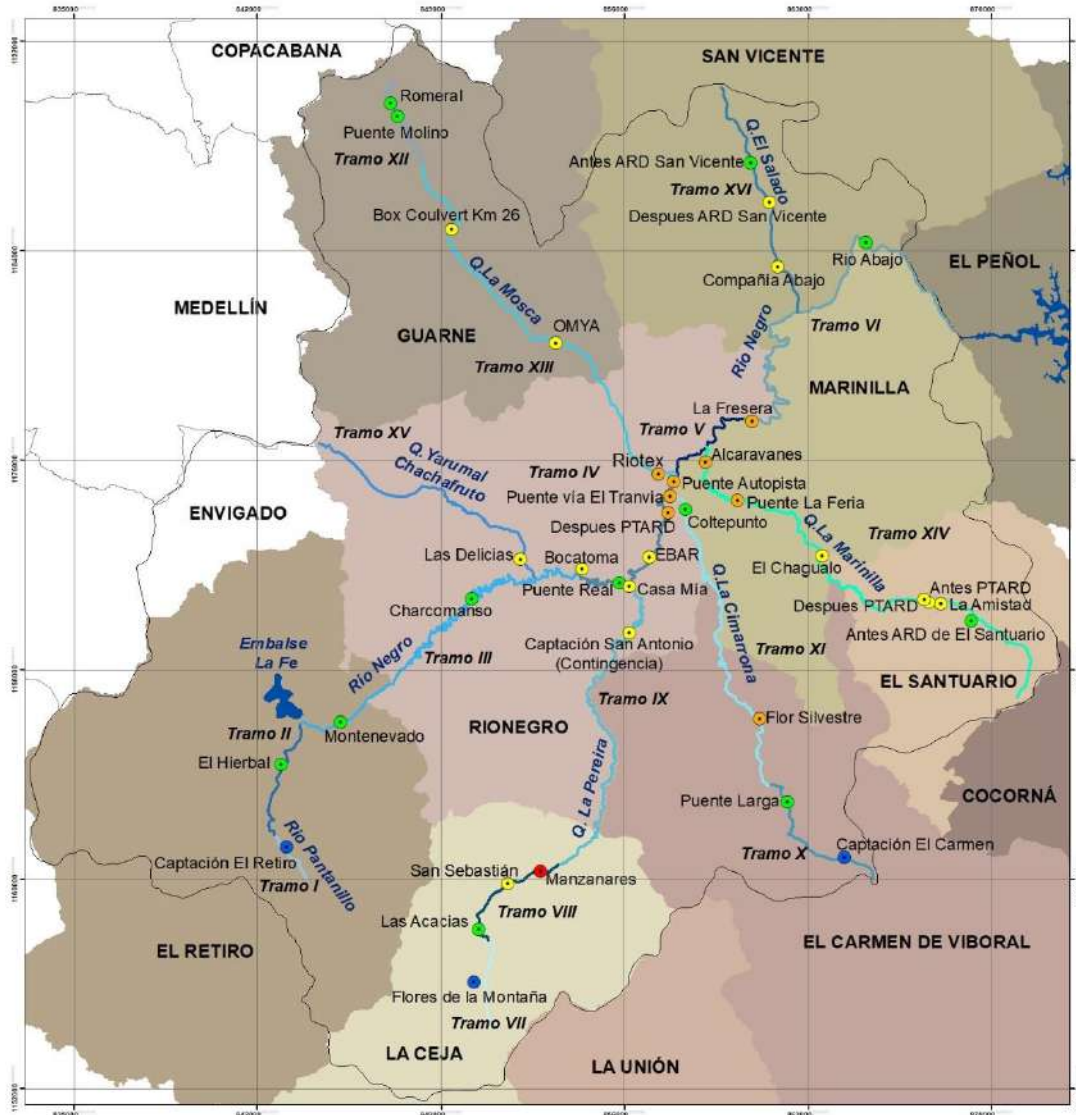 COPACABANA
SAN VICENTE
Romeral
Puente Molino
Tramo XII
Q.El Salado
Antes ARD San Vicente
Tramo XVI
Despues ARD San Vicente
Box Coulvert Km 26
Rio Abajo
EL PEÑOL
Compañia Abajo
Q.La Mosca
MEDELLÍN
OMYA
Tramo VI
GUARNE
Rio Negro
Tramo XIII
MARINILLA
La Fresera
Tramo XV
Tramo V
Q.Yarumal
Chachafruto
Tramo IV
Riotex
Alcaravanes
Puente Autopista
Puente vía El Tranvia
Puente La Feria
ENVIGADO
Despues PTARD
Coltepunto
Q.La Marinilla
Tramo XIV
Las Delicias
Bocatoma
EBAR
El Chagualo
Puente Real
Casa Mía
Antes PTARD
Despues PTARD
La Amistad
Charcomanso
Q.La Cimarrona
Antes ARD de El Santuario
Embalse
La Fe
Río Negro
Tramo III
Captación San Antonio
(Contingencia)
Tramo XI
EL SANTUARIO
Tramo IX
Tramo II
Montenevado
RIONEGRO
Flor Silvestre
El Hierbal
Q. La Pereira
Puente Larga
COCORNÁ
Rio Pantanillo
Captación El Retiro
Tramo I
Tramo X
Captación El Carmen
San Sebastián
Manzanares
Las Acacias
Tramo VIII
EL RETIRO
EL CARMEN DE VIBORAL
Flores de la Montaña
Tramo VII
LA CEJA
LA UNIÓN